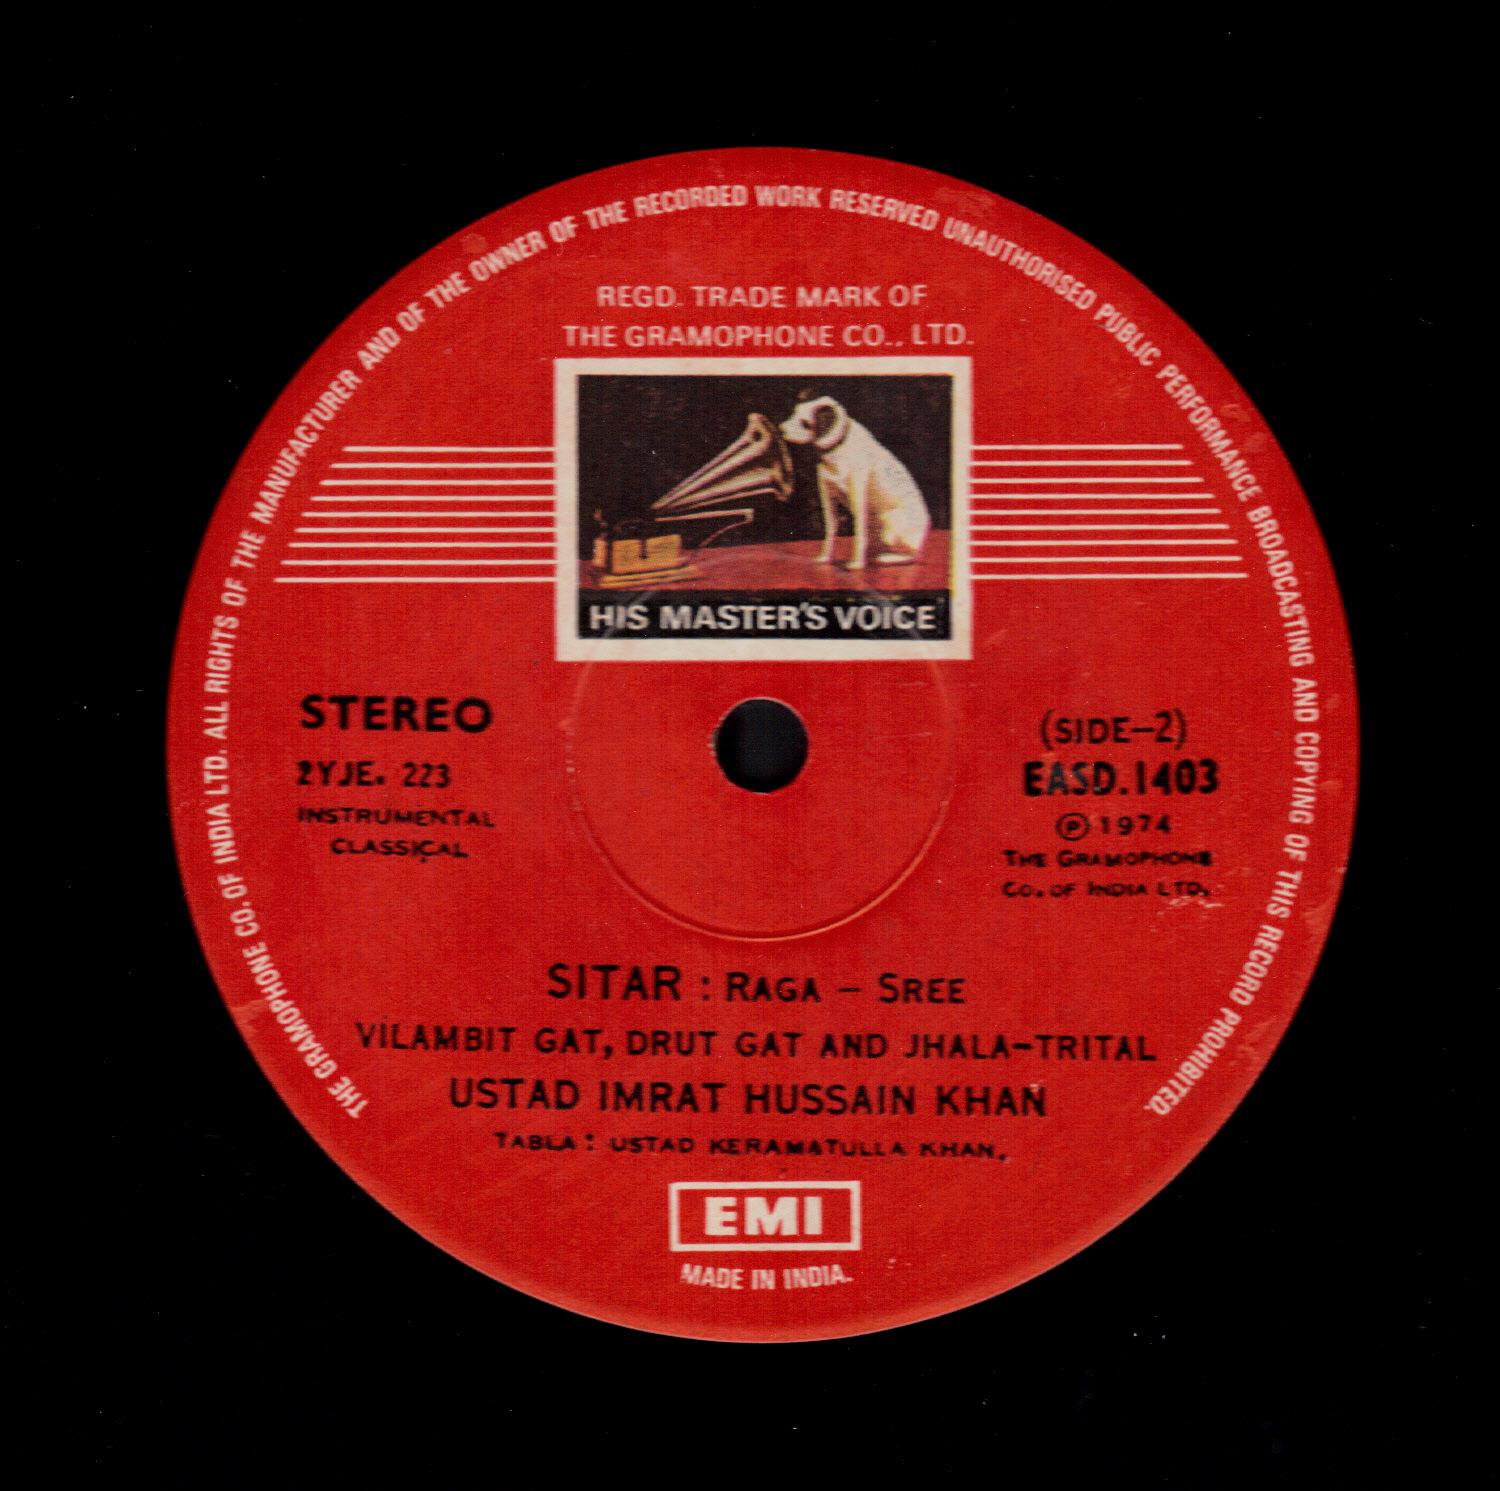 THE GRAMOPHONE CO. OF INDIA LTD. ALL RIGHTS OF THE MANUFACTURER AND OF THE OWNER OF THE RECORDED WORK RESERVED UNAUTHORISED PUBLIC PERFORMANCE BROADCASTING AND COPYING OF THIS RECORD PROHIBITED.
REGD. TRADE MARK OF
THE GRAMOPHONE CO., LTD.
HIS MASTER'S VOICE
STEREO
2YJE. 223
INSTRUMENTAL
CLASSICAL
(SIDE-2)
EASD.1403
℗ 1974
THE GRAMOPHONE
CO. OF INDIA LTD.
SITAR : RAGA - SREE
VILAMBIT GAT, DRUT GAT AND JHALA-TRITAL
USTAD IMRAT HUSSAIN KHAN
TABLA : USTAD KERAMATULLA KHAN.
EMI
MADE IN INDIA.